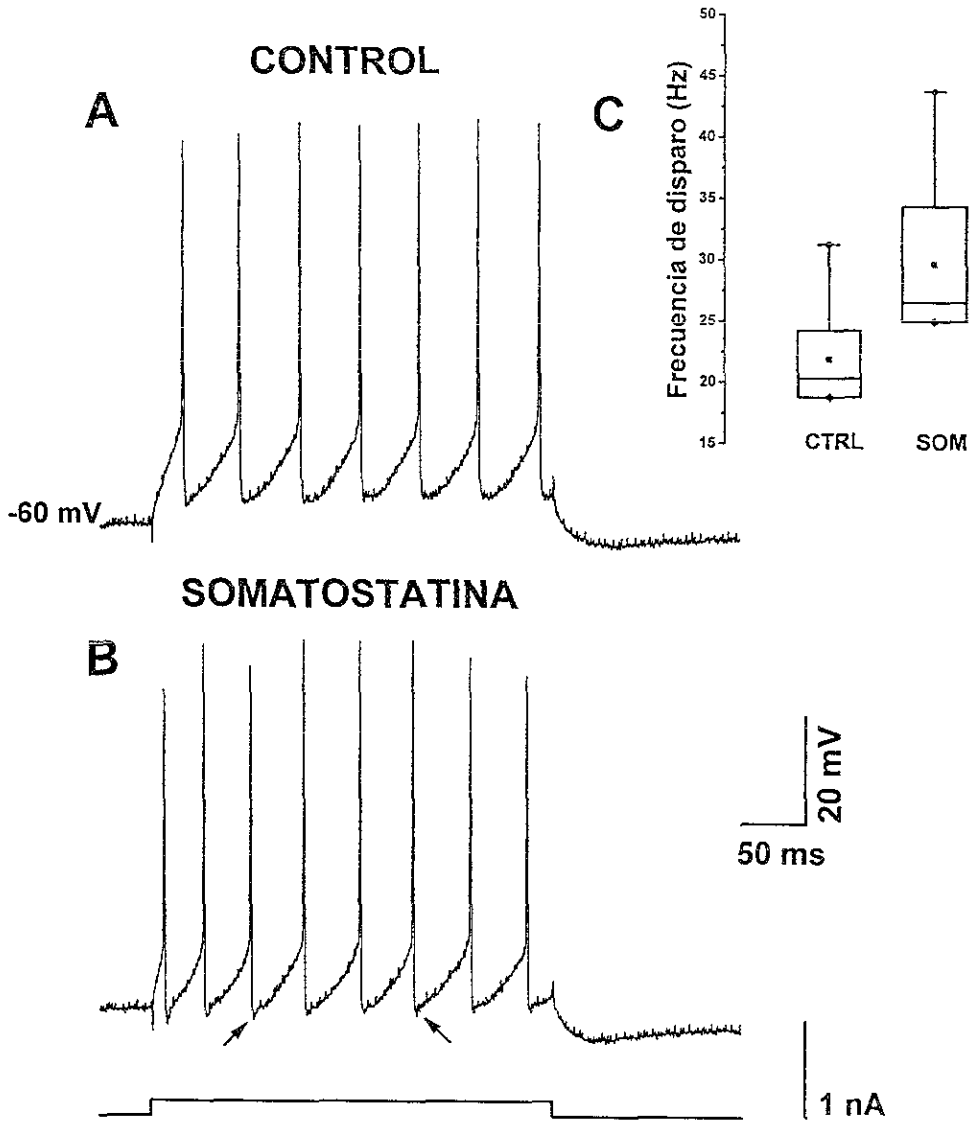 CONTROL
A
-60 mV
C
Frecuencia de disparo (Hz)
50
45
40
35
30
25
20
15
CTRL
SOM
SOMATOSTATINA
B
20 mV
50 ms
1 nA